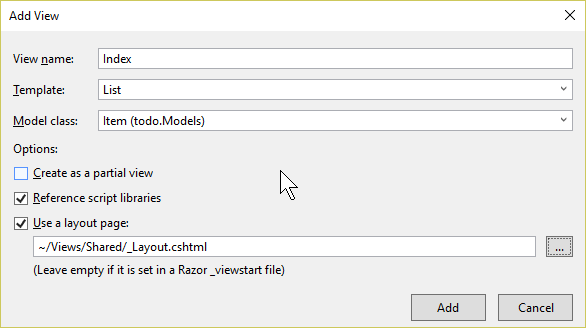 Add View
View name: Index
Template: List
Model class: Item (todo.Models)
Options:
Create as a partial view
Reference script libraries
Use a layout page:
~/Views/Shared/_Layout.cshtml ...
(Leave empty if it is set in a Razor _viewstart file)
Add Cancel